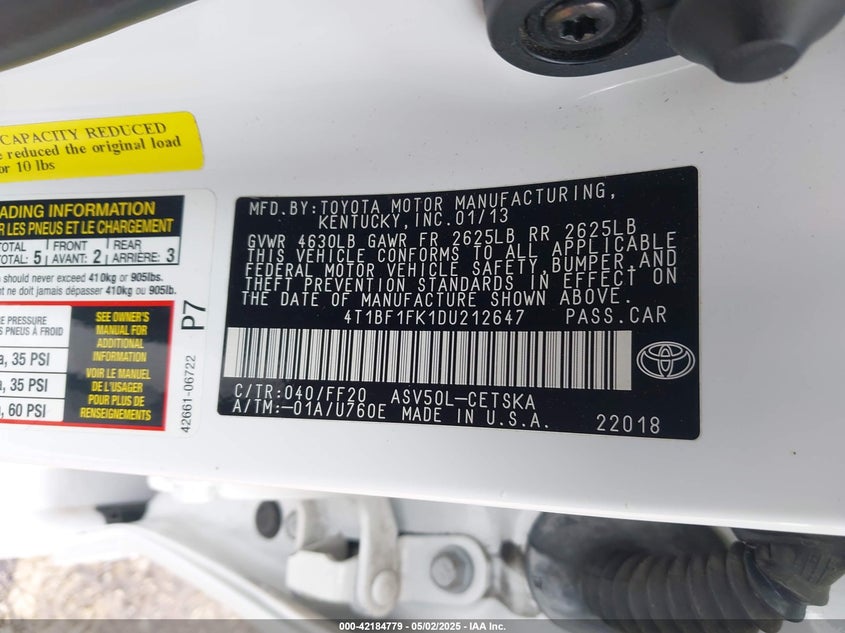 CAPACITY REDUCED
e reduced the original load
or 10 lbs
ADING INFORMATION
R LES PNEUS ET LE CHARGEMENT
TOTAL FRONT REAR
TOTAL: 5 AVANT: 2 ARRIÈRE: 3
s should never exceed 410kg or 905lbs.
nt ne doit jamais dépasser 410kg ou 905lb.
E PRESSURE
PNEUS À FROID
, 35 PSI
, 35 PSI
, 60 PSI
SEE OWNER'S
MANUAL FOR
ADDITIONAL
INFORMATION
VOIR LE MANUEL
DE L'USAGER
POUR PLUS DE
RENSEIGNEMENTS
42661-06722
P7
MFD.BY:TOYOTA MOTOR MANUFACTURING,
KENTUCKY, INC.01/13
GVWR 4630LB GAWR FR 2625LB RR 2625LB
THIS VEHICLE CONFORMS TO ALL APPLICABLE
FEDERAL MOTOR VEHICLE SAFETY,BUMPER,AND
THEFT PREVENTION STANDARDS IN EFFECT ON
THE DATE OF MANUFACTURE SHOWN ABOVE.
4T1BF1FK1DU212647 PASS.CAR
C/TR:040/FF20 ASV50L-CETSKA
A/TM:-01A/U760E MADE IN U.S.A.
22018
000-42184779 - 05/02/2025 - IAA Inc.